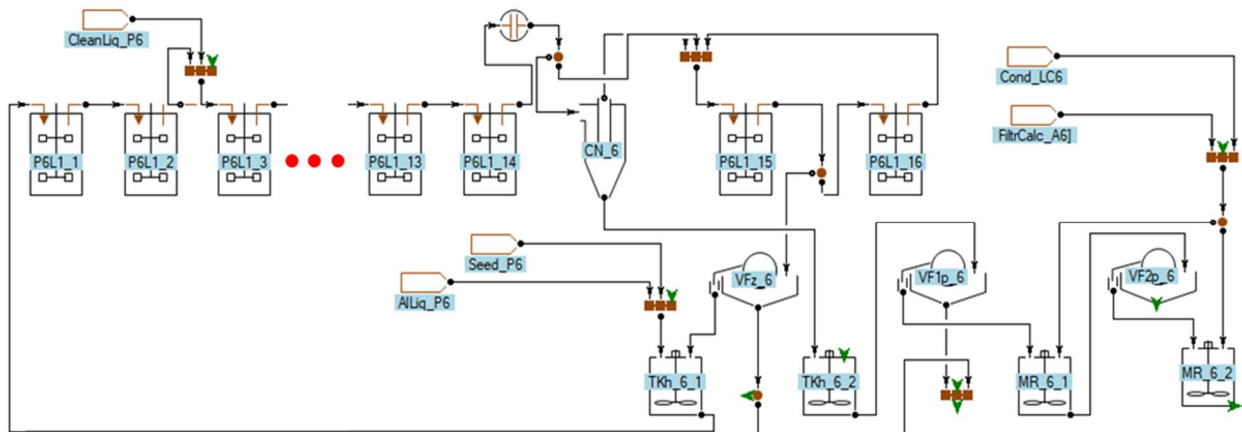 CleanLiq_P6
Cond_LC6
FiltrCalc_A6]
P6L1_1
P6L1_2
P6L1_3
P6L1_13
P6L1_14
CN_6
P6L1_15
P6L1_16
Seed_P6
AlLiq_P6
VFz_6
VF1p_6
VF2p_6
TKh_6_1
TKh_6_2
MR_6_1
MR_6_2